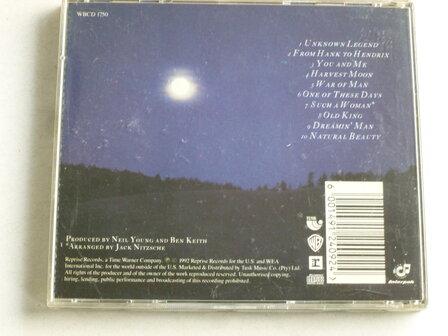 WBCD 1750
1 Unknown Legend
2 From Hank to Hendrix
3 You and Me
4 Harvest Moon
5 War of Man
6 One of These Days
7 Such a Woman*
8 Old King
9 Dreamin' Man
10 Natural Beauty
Produced by Neil Young and Ben Keith
*Arranged by Jack Nitzsche
Reprise Records, a Time Warner Company. ℗ © 1992 Reprise Records for the U.S. and WEA
International Inc. for the world outside of the U.S. Marketed & Distributed by Tusk Music Co. (Pty) Ltd.
All rights of the producer and of the owner of the work reproduced reserved. Unauthorised copying,
hiring, lending, public performance and broadcasting of this recording prohibited.
6 001491 240924